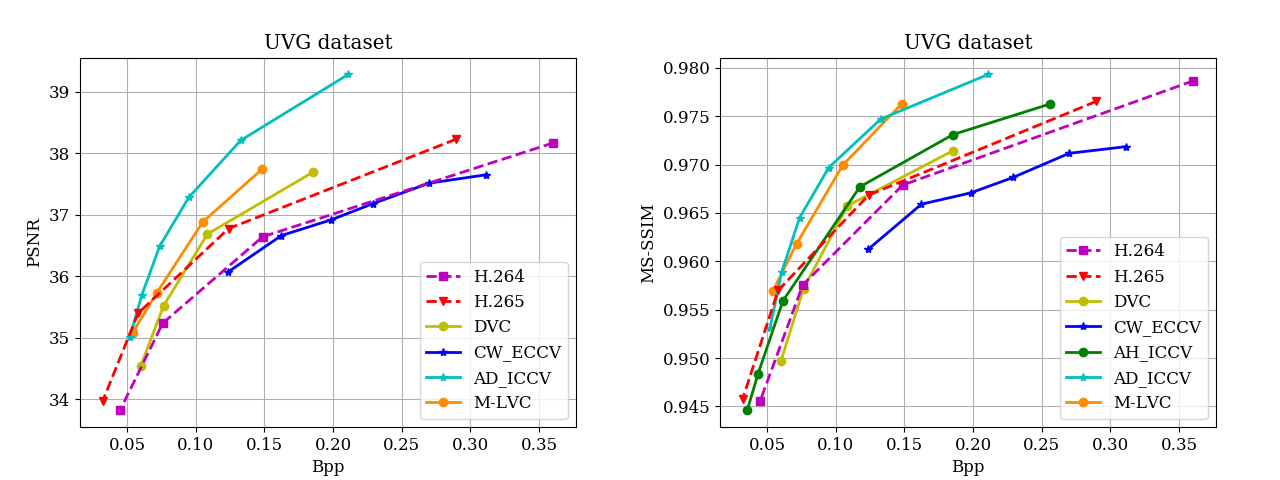 UVG dataset
39
38
37
36
35
34
PSNR
0.05 0.10 0.15 0.20 0.25 0.30 0.35
Bpp
H.264
H.265
DVC
CW_ECCV
AD_ICCV
M-LVC
UVG dataset
0.980
0.975
0.970
0.965
0.960
0.955
0.950
0.945
MS-SSIM
0.05 0.10 0.15 0.20 0.25 0.30 0.35
Bpp
H.264
H.265
DVC
CW_ECCV
AH_ICCV
AD_ICCV
M-LVC